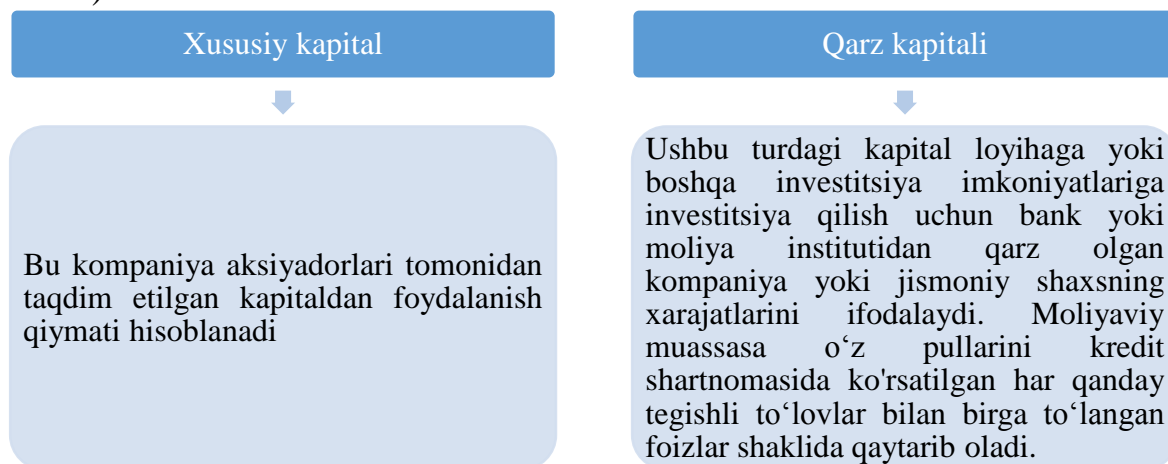 )
Xususiy kapital
Bu kompaniya aksiyadorlari tomonidan
taqdim etilgan kapitaldan foydalanish
qiymati hisoblanadi
Qarz kapitali
Ushbu turdagi kapital loyihaga yoki
boshqa investitsiya imkoniyatlariga
investitsiya qilish uchun bank yoki
moliya institutidan qarz olgan
kompaniya yoki jismoniy shaxsning
xarajatlarini ifodalaydi. Moliyaviy
muassasa o‘z pullarini kredit
shartnomasida ko'rsatilgan har qanday
tegishli to‘lovlar bilan birga to‘langan
foizlar shaklida qaytarib oladi.